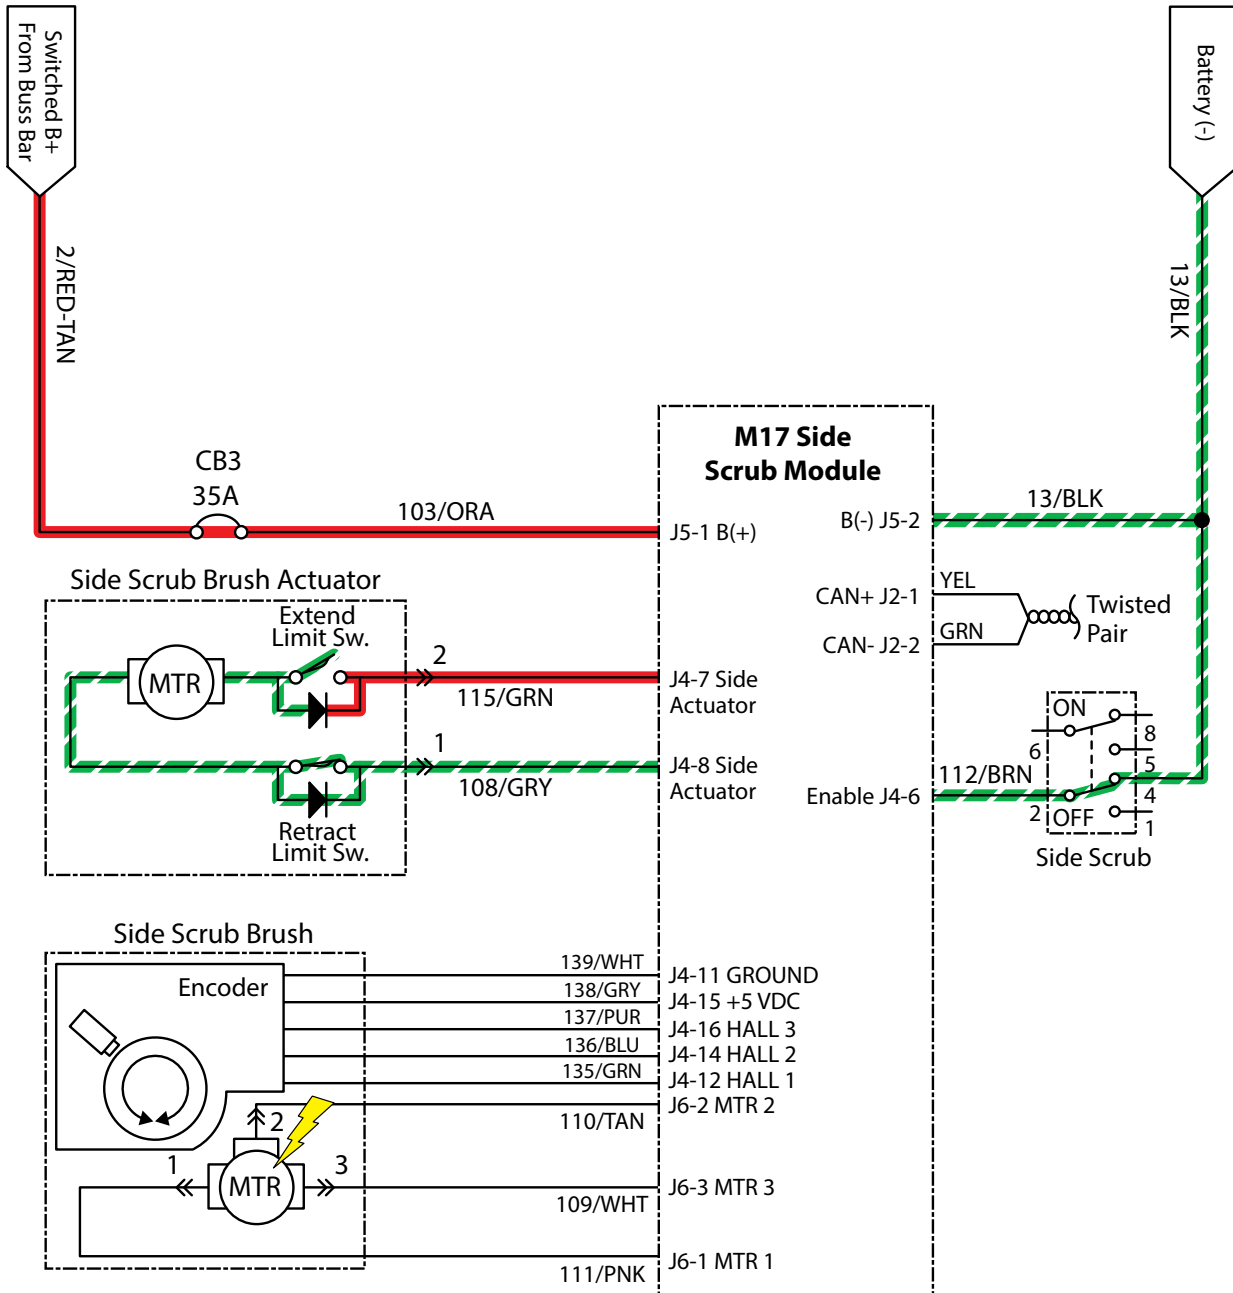 Switched B+
From Buss Bar
Battery (-)
2/RED-TAN
13/BLK
CB3
35A
103/ORA
M17 Side
Scrub Module
J5-1 B(+)
B(-) J5-2
13/BLK
CAN+ J2-1
YEL
CAN- J2-2
GRN
Twisted
Pair
Side Scrub Brush Actuator
Extend
Limit Sw.
MTR
2
115/GRN
J4-7 Side
Actuator
1
108/GRY
J4-8 Side
Actuator
Retract
Limit Sw.
ON
6
8
5
112/BRN
Enable J4-6
2
OFF
4
1
Side Scrub
Side Scrub Brush
Encoder
139/WHT
J4-11 GROUND
138/GRY
J4-15 +5 VDC
137/PUR
J4-16 HALL 3
136/BLU
J4-14 HALL 2
135/GRN
J4-12 HALL 1
J6-2 MTR 2
110/TAN
2
1
MTR
3
J6-3 MTR 3
109/WHT
J6-1 MTR 1
111/PNK